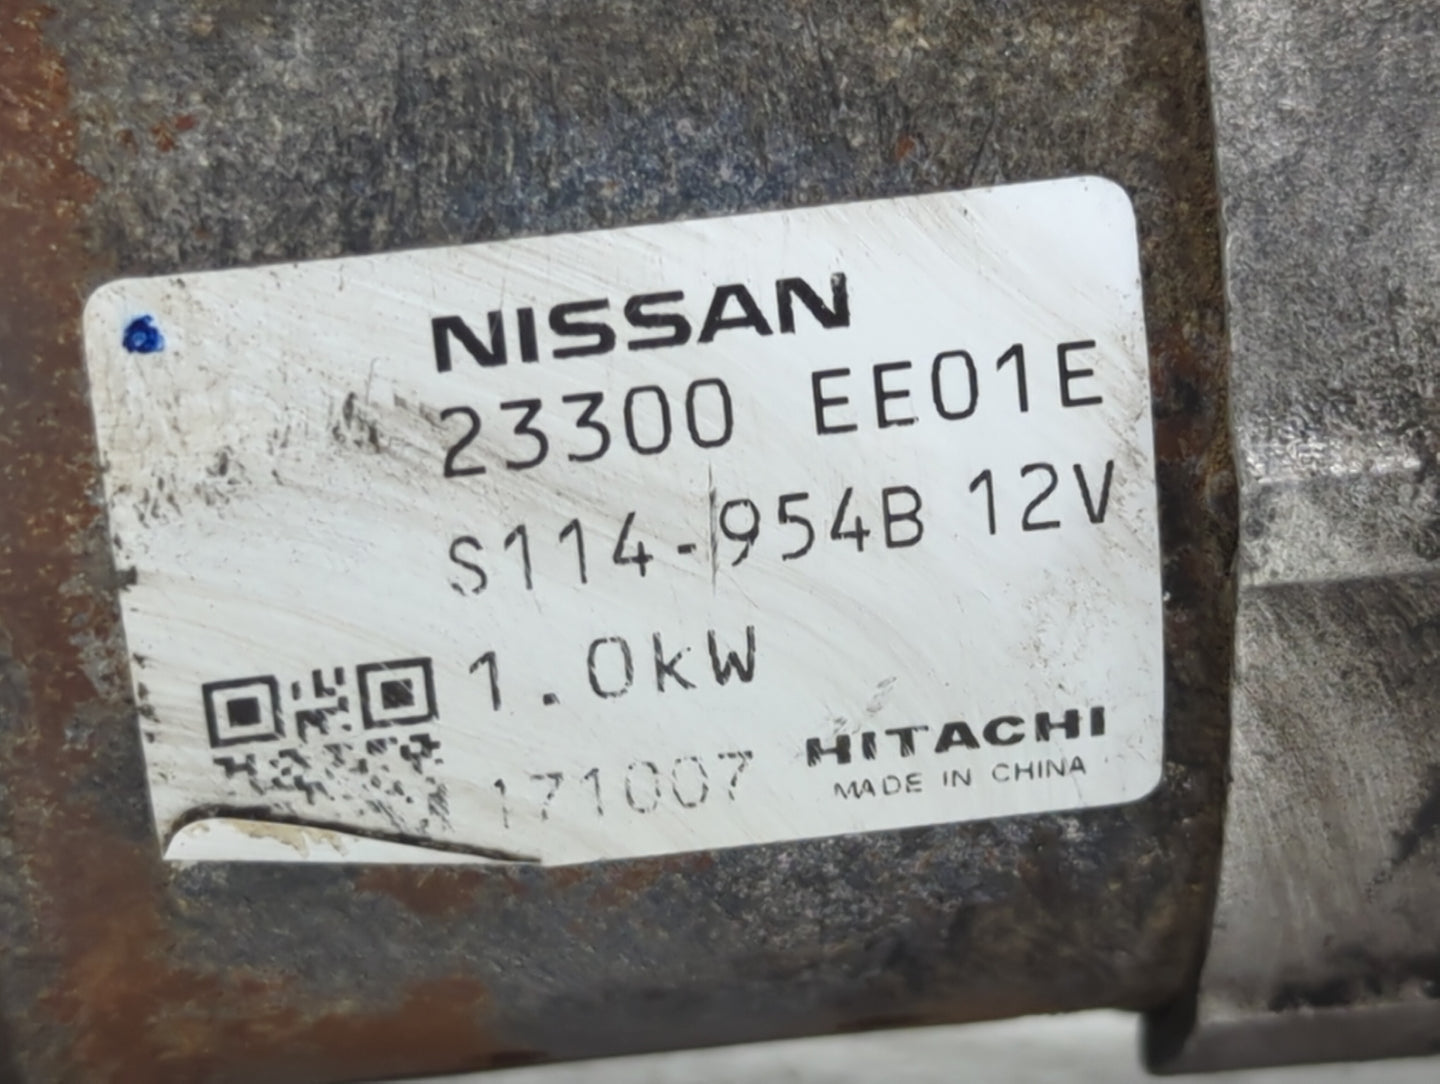 NISSAN
23300 EE01E
S114-954B 12V
1.0kW
171007
HITACHI
MADE IN CHINA